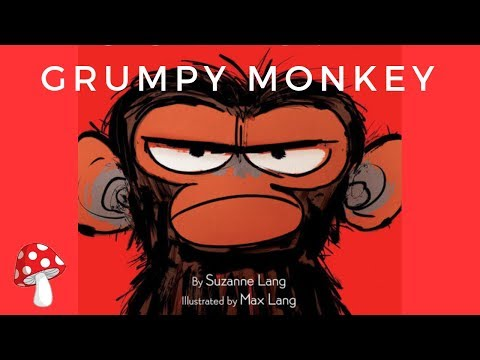 GRUMPY MONKEY
By Suzanne Lang
Illustrated by Max Lang